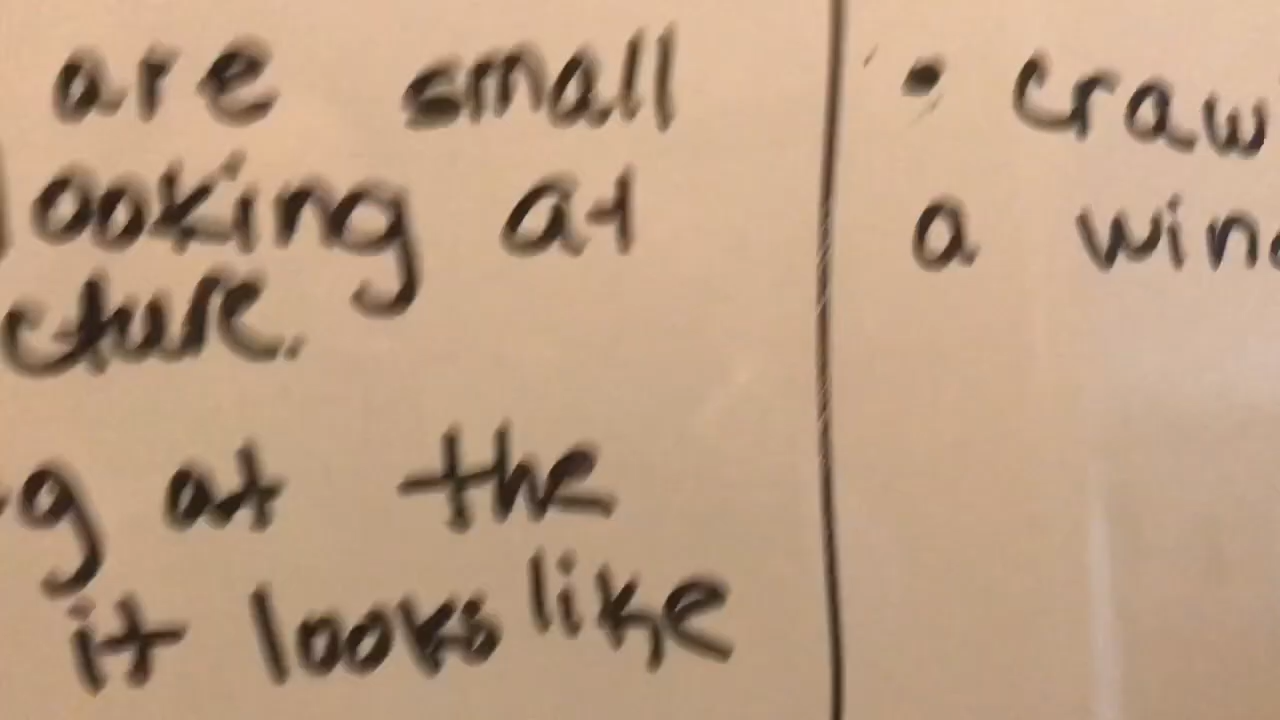 are small
looking at
cture.
g at the
it looks like
• craw
a win